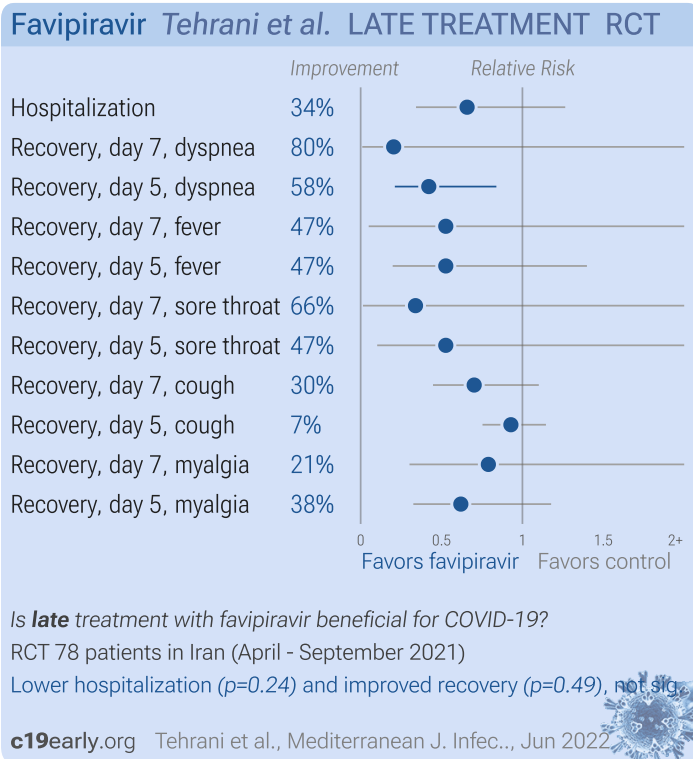 Favipiravir Tehrani et al. LATE TREATMENT RCT
Improvement Relative Risk
Hospitalization 34%
Recovery, day 7, dyspnea 80%
Recovery, day 5, dyspnea 58%
Recovery, day 7, fever 47%
Recovery, day 5, fever 47%
Recovery, day 7, sore throat 66%
Recovery, day 5, sore throat 47%
Recovery, day 7, cough 30%
Recovery, day 5, cough 7%
Recovery, day 7, myalgia 21%
Recovery, day 5, myalgia 38%
0 0.5 1 1.5 2+
Favors favipiravir Favors control
Is late treatment with favipiravir beneficial for COVID-19?
RCT 78 patients in Iran (April - September 2021)
Lower hospitalization (p=0.24) and improved recovery (p=0.49), not sig.
c19early.org Tehrani et al., Mediterranean J. Infec.., Jun 2022